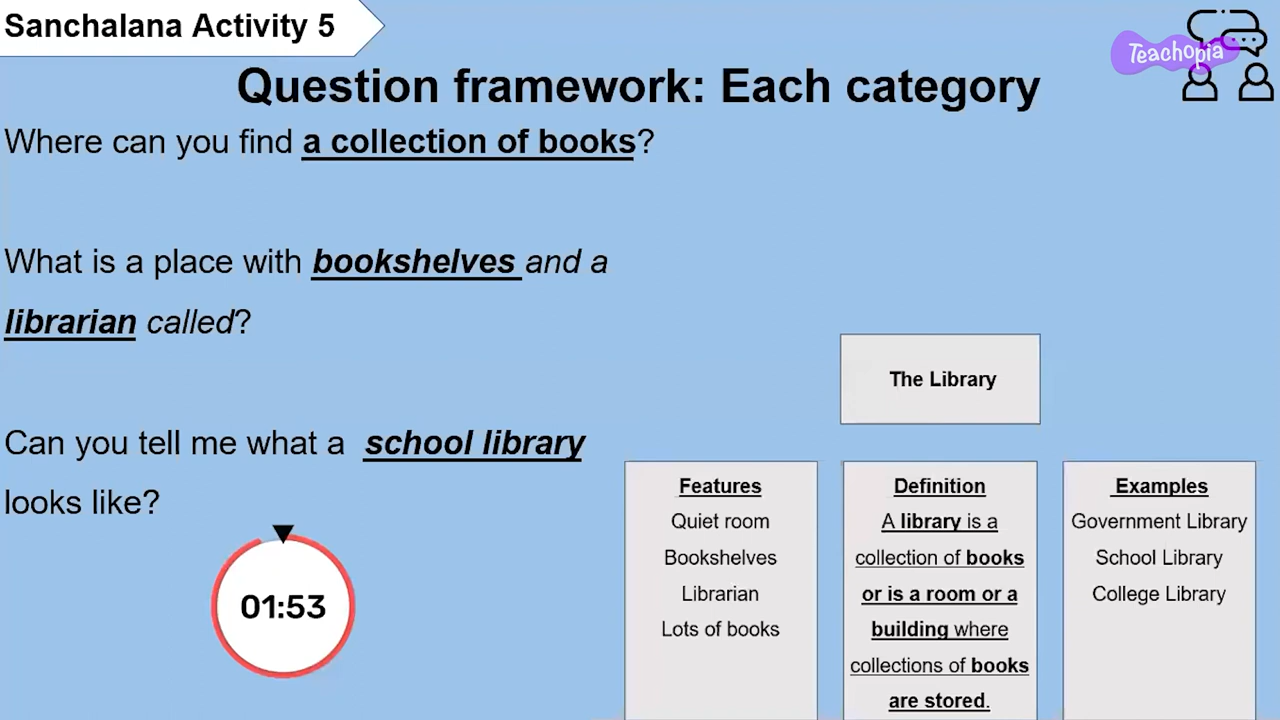 Sanchalana Activity 5
Teachopia
Question framework: Each category
Where can you find a collection of books?
What is a place with bookshelves and a
librarian called?
Can you tell me what a school library
looks like?
01:53
The Library
Features
Quiet room
Bookshelves
Librarian
Lots of books
Definition
A library is a
collection of books
or is a room or a
building where
collections of books
are stored.
Examples
Government Library
School Library
College Library